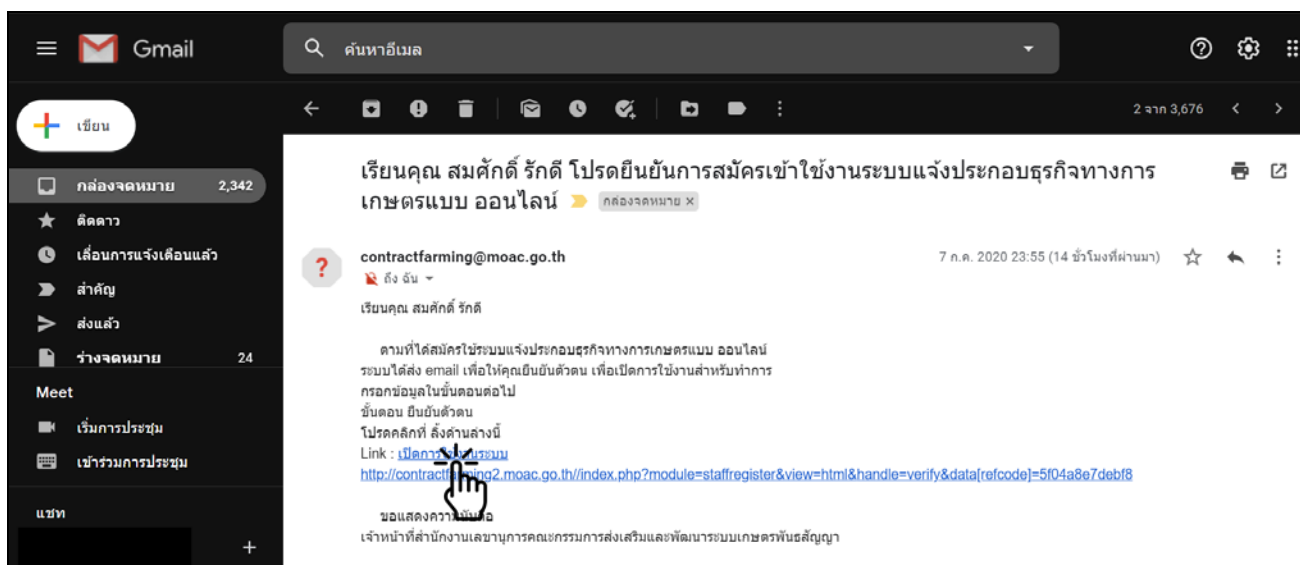 Gmail
ค้นหาอีเมล
เขียน
2 จาก 3,676
กล่องจดหมาย 2,342
ติดดาว
เลื่อนการแจ้งเตือนแล้ว
สำคัญ
ส่งแล้ว
ร่างจดหมาย 24
Meet
เริ่มการประชุม
เข้าร่วมการประชุม
แชท
เรียนคุณ สมศักดิ์ รักดี โปรดยืนยันการสมัครเข้าใช้งานระบบแจ้งประกอบธุรกิจทางการ
เกษตรแบบ ออนไลน์ กล่องจดหมาย x
contractfarming@moac.go.th 7 ก.ค. 2020 23:55 (14 ชั่วโมงที่ผ่านมา)
ถึง ฉัน
เรียนคุณ สมศักดิ์ รักดี
ตามที่ได้สมัครใช้ระบบแจ้งประกอบธุรกิจทางการเกษตรแบบ ออนไลน์
ระบบได้ส่ง email เพื่อให้คุณยืนยันตัวตน เพื่อเปิดการใช้งานสำหรับทำการ
กรอกข้อมูลในขั้นตอนต่อไป
ขั้นตอน ยืนยันตัวตน
โปรดคลิกที่ ลิ้งด้านล่างนี้
Link : เปิดการใช้งานระบบ
http://contractfarming2.moac.go.th//index.php?module=staffregister&view=html&handle=verify&data[refcode]=5f04a8e7debf8
ขอแสดงความนับถือ
เจ้าหน้าที่สำนักงานเลขานุการคณะกรรมการส่งเสริมและพัฒนาระบบเกษตรพันธสัญญา